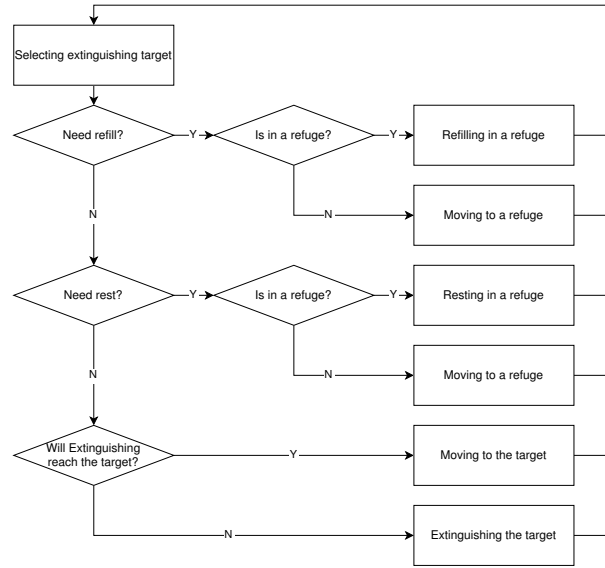 Selecting extinguishing target
Need refill?
Y
Is in a refuge?
Y
Refilling in a refuge
N
N
Moving to a refuge
Need rest?
Y
Is in a refuge?
Y
Resting in a refuge
N
N
Moving to a refuge
Will Extinguishing
reach the target?
Y
Moving to the target
N
Extinguishing the target